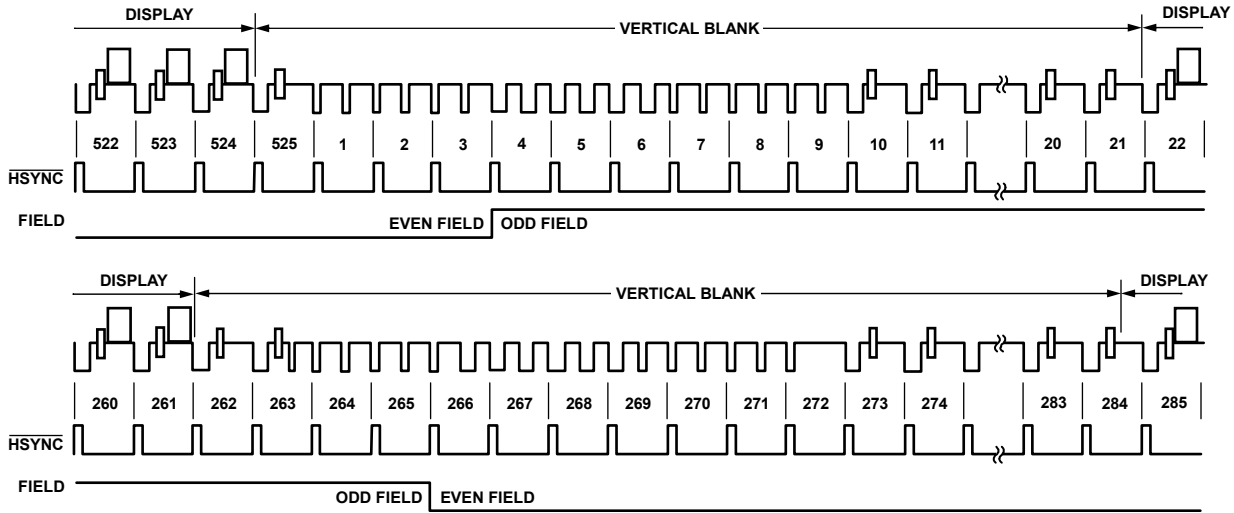 DISPLAY VERTICAL BLANK DISPLAY
522 523 524 525 1 2 3 4 5 6 7 8 9 10 11 20 21 22
HSYNC
FIELD EVEN FIELD ODD FIELD
DISPLAY VERTICAL BLANK DISPLAY
260 261 262 263 264 265 266 267 268 269 270 271 272 273 274 283 284 285
HSYNC
FIELD ODD FIELD EVEN FIELD